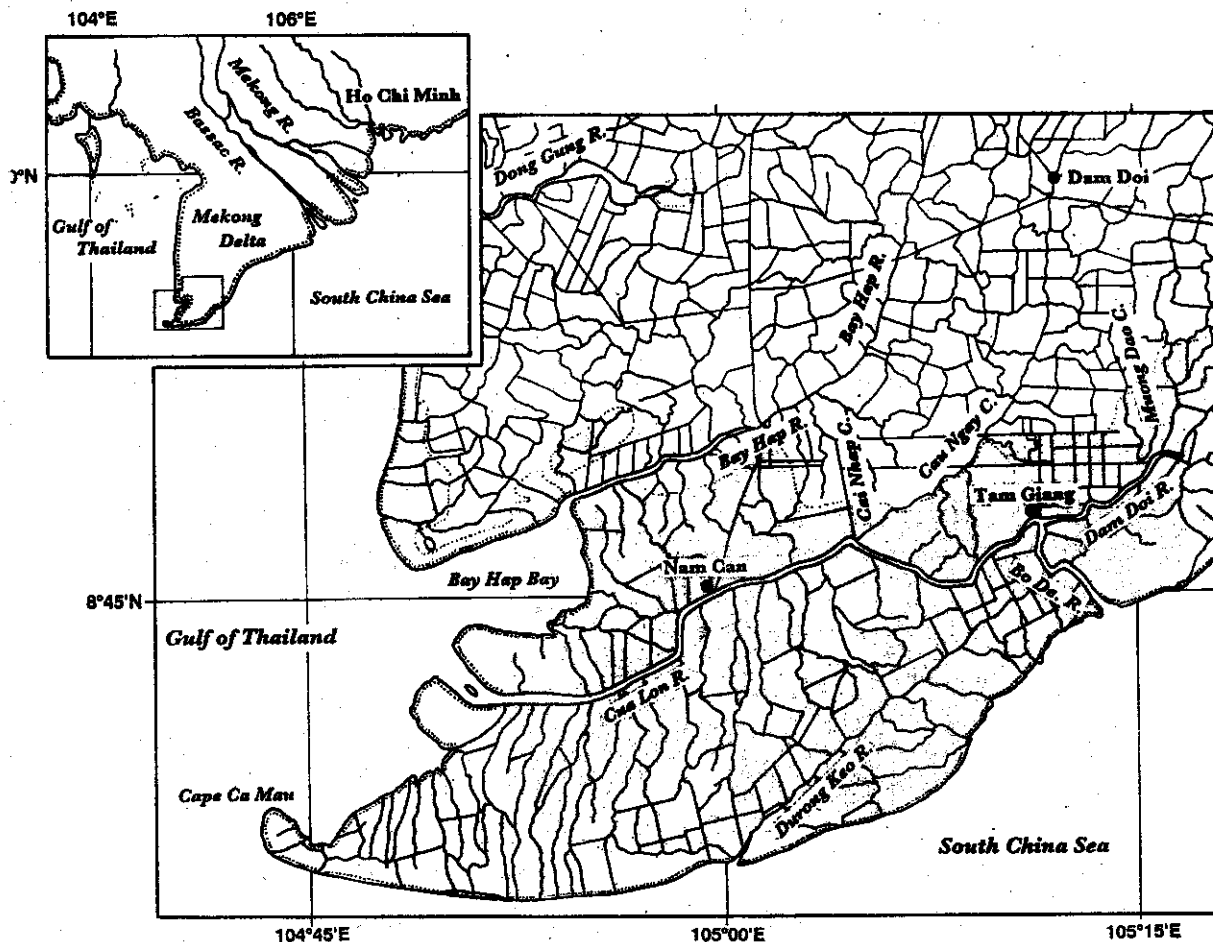 104°E
106°E
Mekong R.
Ho Chi Minh
Bassac R.
0°N
Gulf of
Thailand
Mekong
Delta
South China Sea
Dong Gung R.
Dam Doi
Bay Hap R.
Muong Dao C.
Bay Hap R.
Cai Nhap C.
Cau Ngay C.
Tam Giang
Dam Doi R.
Nam Can
Bo De R.
Bay Hap Bay
8°45'N
Gulf of Thailand
Cua Lon R.
Cape Ca Mau
Durong Keo R.
South China Sea
104°45'E
105°00'E
105°15'E